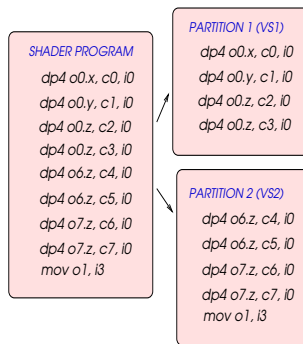 SHADER PROGRAM
dp4 o0.x, c0, i0
dp4 o0.y, c1, i0
dp4 o0.z, c2, i0
dp4 o0.z, c3, i0
dp4 o6.z, c4, i0
dp4 o6.z, c5, i0
dp4 o7.z, c6, i0
dp4 o7.z, c7, i0
mov o1, i3
PARTITION 1 (VS1)
dp4 o0.x, c0, i0
dp4 o0.y, c1, i0
dp4 o0.z, c2, i0
dp4 o0.z, c3, i0
PARTITION 2 (VS2)
dp4 o6.z, c4, i0
dp4 o6.z, c5, i0
dp4 o7.z, c6, i0
dp4 o7.z, c7, i0
mov o1, i3